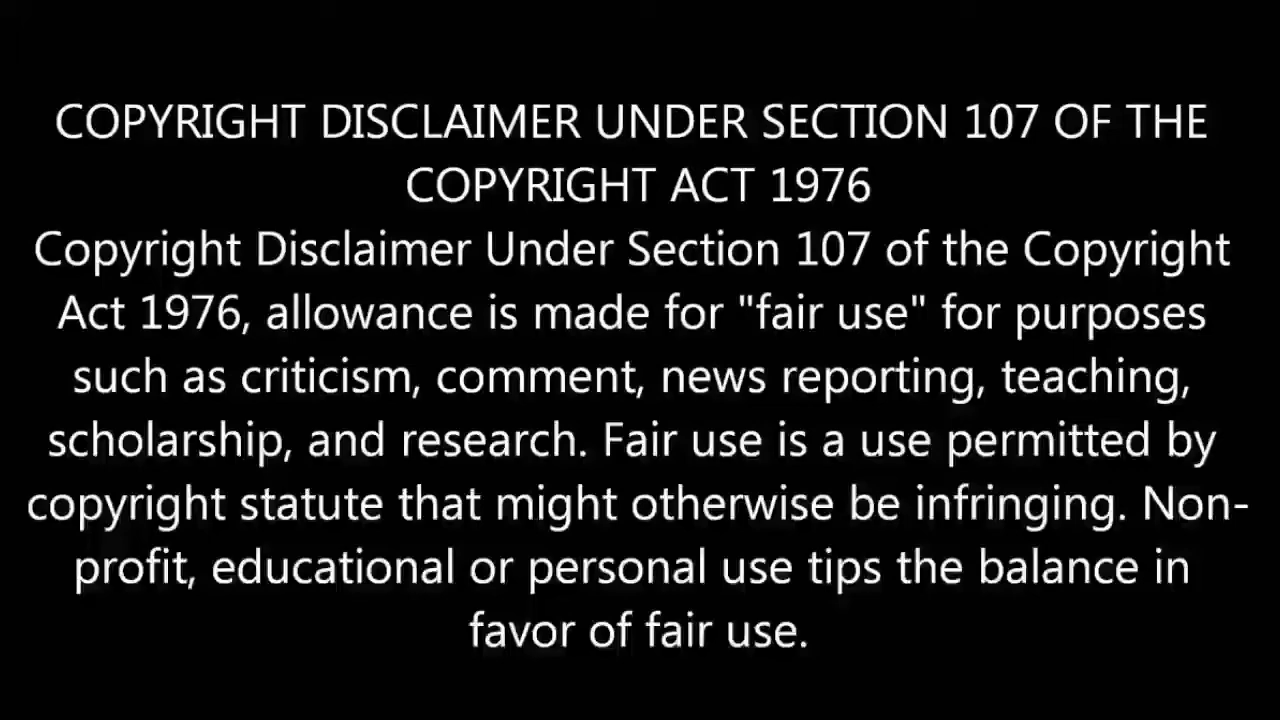 COPYRIGHT DISCLAIMER UNDER SECTION 107 OF THE
COPYRIGHT ACT 1976
Copyright Disclaimer Under Section 107 of the Copyright
Act 1976, allowance is made for "fair use" for purposes
such as criticism, comment, news reporting, teaching,
scholarship, and research. Fair use is a use permitted by
copyright statute that might otherwise be infringing. Non-
profit, educational or personal use tips the balance in
favor of fair use.